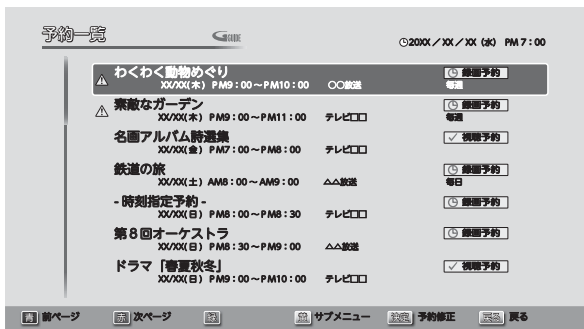 予約一覧 GGUIDE 20XX／XX／XX（水） PM 7：00
わくわく動物めぐり 録画予約
XX/XX(木) PM9：00～PM10：00 ○○放送 毎週
素敵なガーデン 録画予約
XX/XX(木) PM9：00～PM11：00 テレビ□□ 毎週
名画アルバム詩選集 視聴予約
XX/XX(金) PM7：00～PM8：00 テレビ□□
鉄道の旅 録画予約
XX/XX(土) AM8：00～AM9：00 △△放送 毎日
- 時刻指定予約 - 録画予約
XX/XX(日) PM8：00～PM8：30 テレビ□□
第８回オーケストラ 録画予約
XX/XX(日) PM8：30～PM9：00 △△放送
ドラマ「春夏秋冬」 視聴予約
XX/XX(日) PM9：00～PM10：00 テレビ□□
青 前ページ 赤 次ページ 緑 サブメニュー 決定 予約修正 戻る 戻る